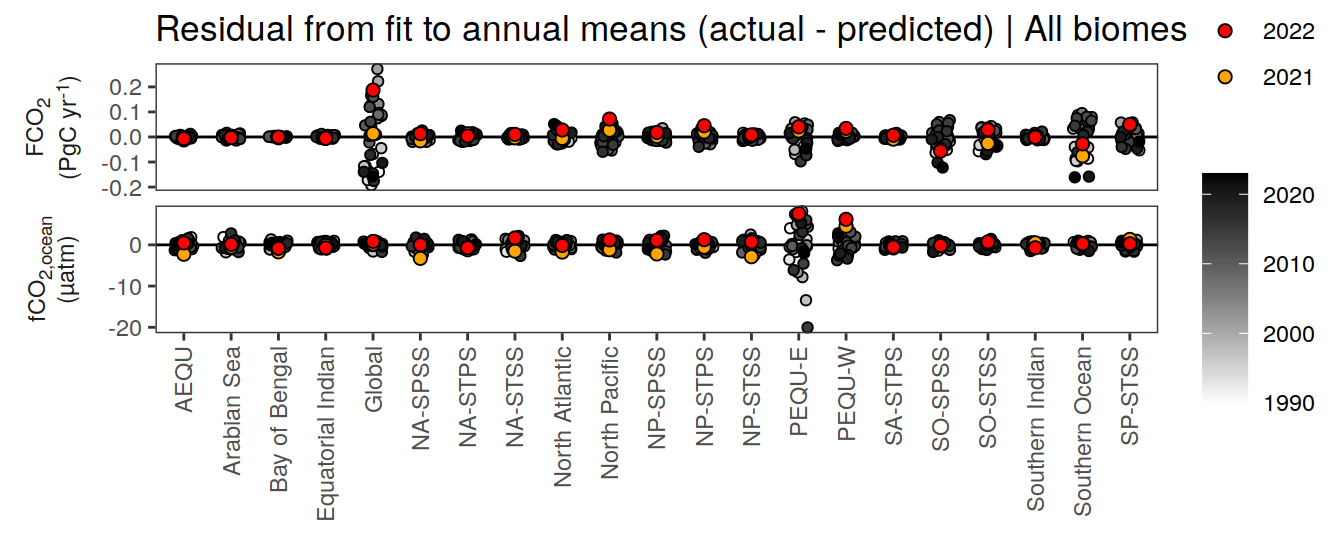 Residual from fit to annual means (actual - predicted) | All biomes
2022
2021
FCO2
(PgC yr-1)
0.2
0.1
0.0
-0.1
-0.2
fCO2,ocean
(µatm)
0
-10
-20
AEQU
Arabian Sea
Bay of Bengal
Equatorial Indian
Global
NA-SPSS
NA-STPS
NA-STSS
North Atlantic
North Pacific
NP-SPSS
NP-STPS
NP-STSS
PEQU-E
PEQU-W
SA-STPS
SO-SPSS
SO-STSS
Southern Indian
Southern Ocean
SP-STSS
2020
2010
2000
1990